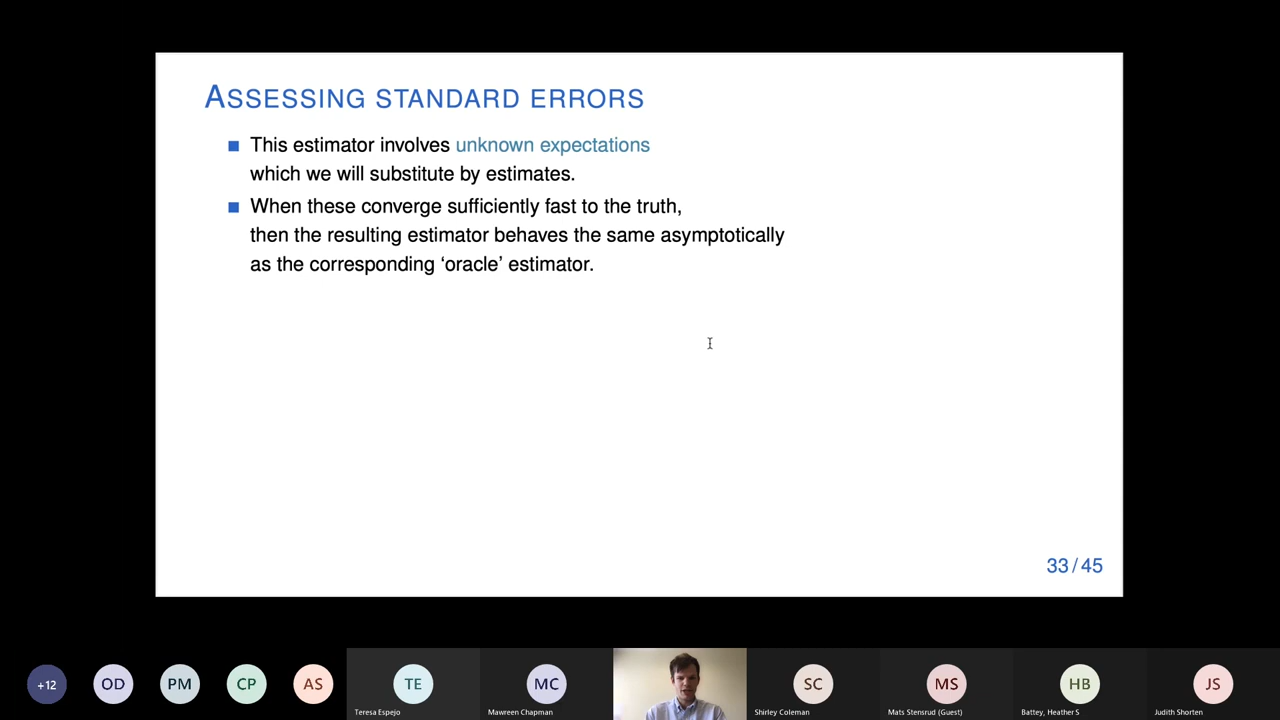 ASSESSING STANDARD ERRORS
This estimator involves unknown expectations
which we will substitute by estimates.
When these converge sufficiently fast to the truth,
then the resulting estimator behaves the same asymptotically
as the corresponding ‘oracle’ estimator.
33/45
+12
OD
PM
CP
AS
TE
Teresa Espejo
MC
Mawreen Chapman
SC
Shirley Coleman
MS
Mats Stensrud (Guest)
HB
Battey, Heather S
JS
Judith Shorten